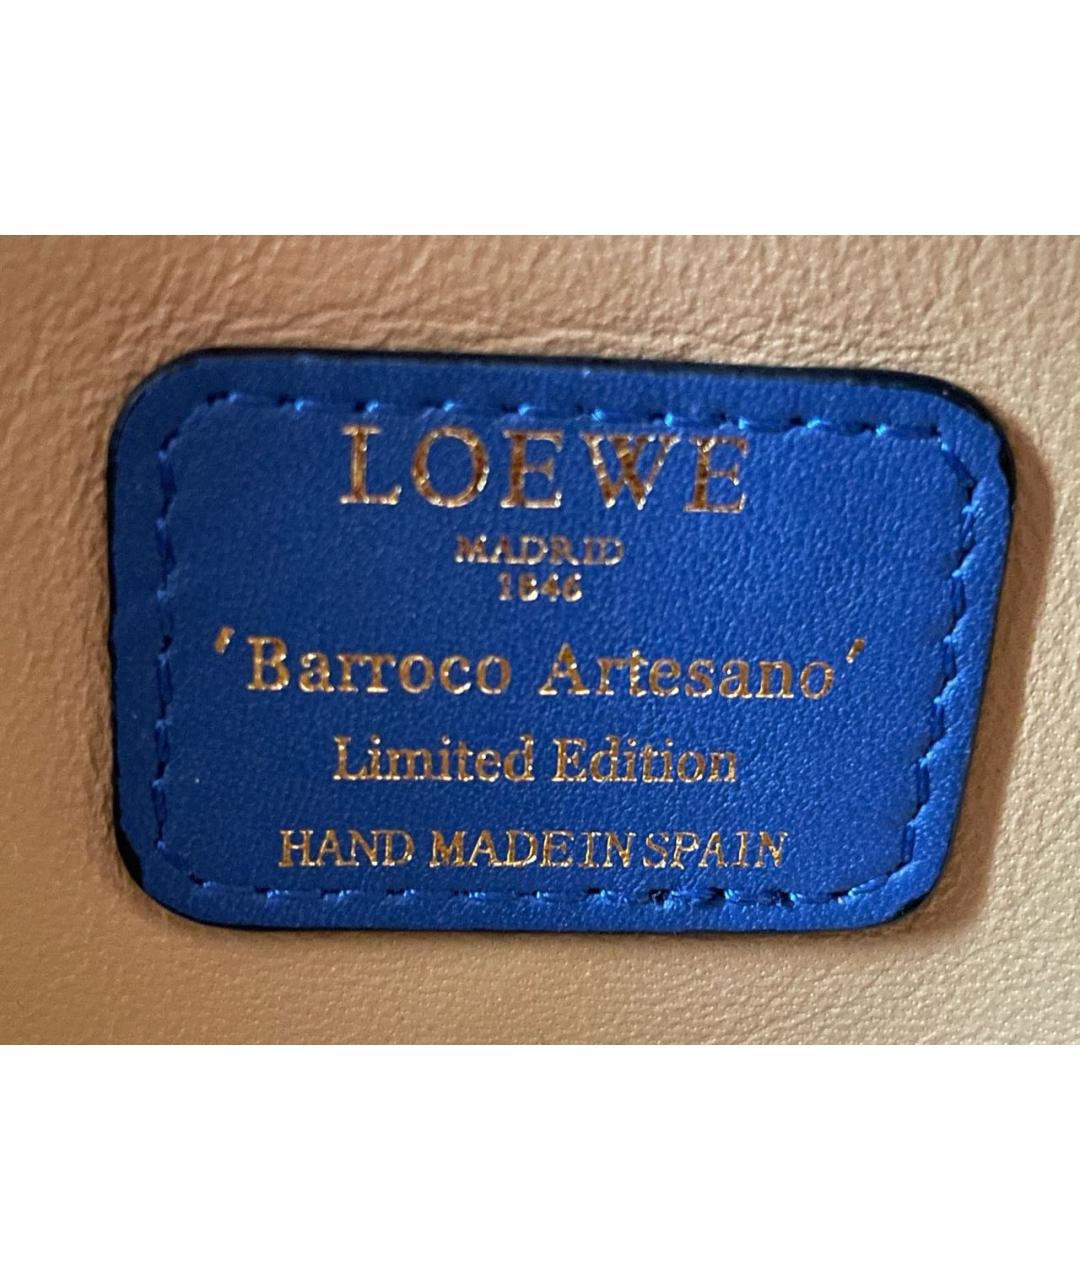 LOEWE
MADRID
1846
'Barroco Artesano'
Limited Edition
HAND MADE IN SPAIN